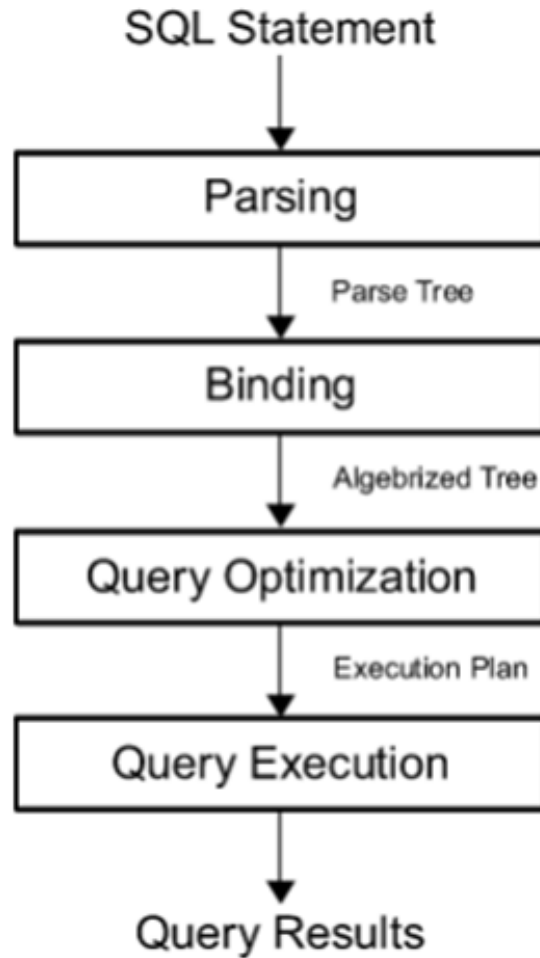 SQL Statement
Parsing
Parse Tree
Binding
Algebrized Tree
Query Optimization
Execution Plan
Query Execution
Query Results